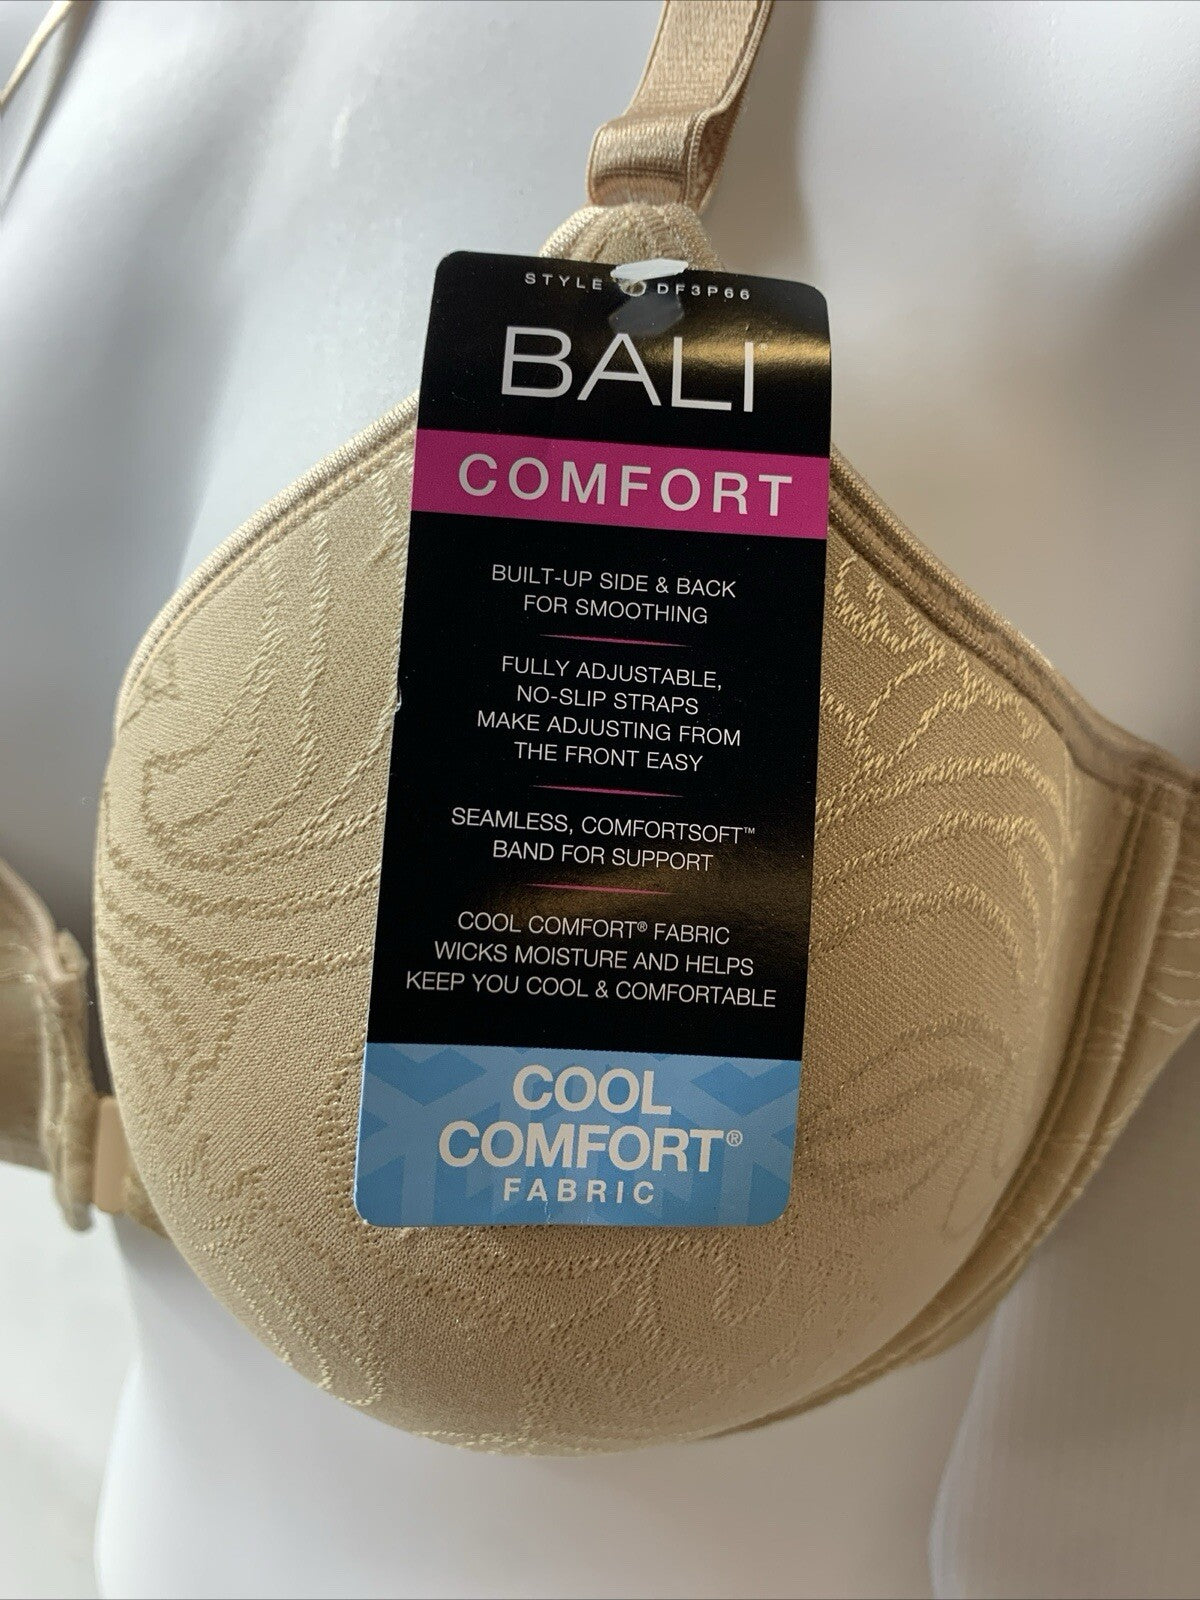 STYLE DF3P66
BALI
COMFORT
BUILT-UP SIDE & BACK
FOR SMOOTHING
FULLY ADJUSTABLE,
NO-SLIP STRAPS
MAKE ADJUSTING FROM
THE FRONT EASY
SEAMLESS, COMFORTSOFT™
BAND FOR SUPPORT
COOL COMFORT® FABRIC
WICKS MOISTURE AND HELPS
KEEP YOU COOL & COMFORTABLE
COOL
COMFORT®
FABRIC